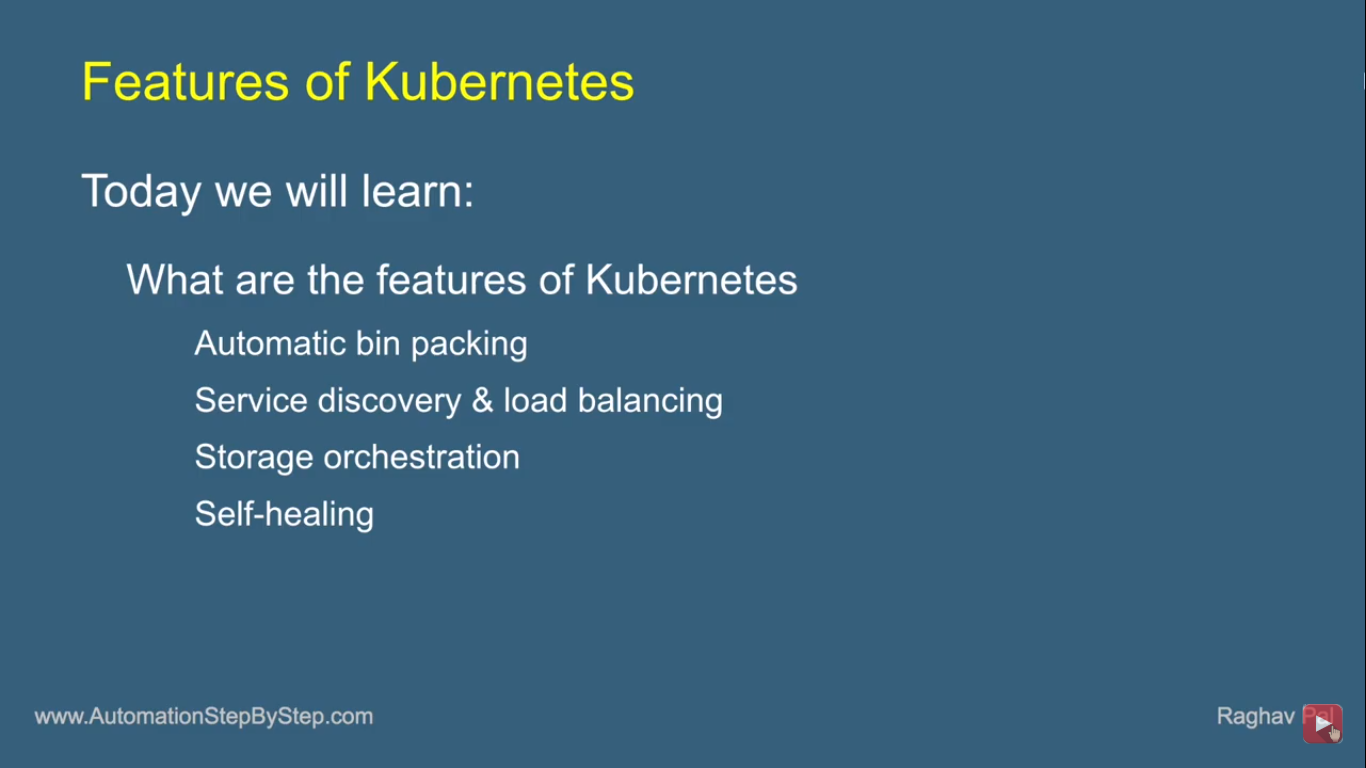 Features of Kubernetes
Today we will learn:
What are the features of Kubernetes
Automatic bin packing
Service discovery & load balancing
Storage orchestration
Self-healing
www.AutomationStepByStep.com
Raghav Pal